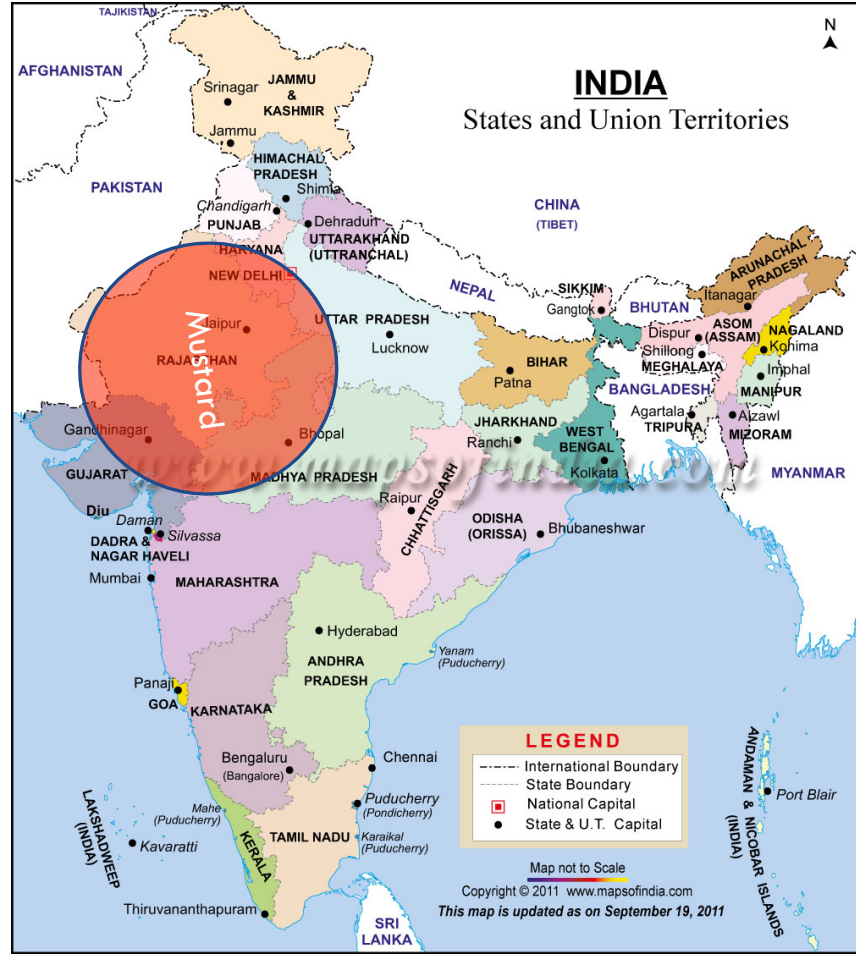 TAJIKISTAN
AFGHANISTAN
N
INDIA
States and Union Territories
JAMMU
&
KASHMIR
Srinagar
Jammu
HIMACHAL
PRADESH
Shimla
PAKISTAN
Chandigarh
PUNJAB
Dehradun
UTTARAKHAND
(UTTRANCHAL)
CHINA
(TIBET)
HARYANA
NEW DELHI
ARUNACHAL
PRADESH
Itanagar
NEPAL
SIKKIM
Gangtok
BHUTAN
Mustard
Jaipur
RAJASTHAN
UTTAR PRADESH
Lucknow
ASOM
(ASSAM)
Dispur
NAGALAND
Kohima
Shillong
MEGHALAYA
BIHAR
Patna
Imphal
MANIPUR
BANGLADESH
Agartala
TRIPURA
Aizawl
MIZORAM
Gandhinagar
Bhopal
JHARKHAND
Ranchi
WEST
BENGAL
Kolkata
GUJARAT
MADHYA PRADESH
www.mapsofindia.com
MYANMAR
Diu
Daman
Silvassa
DADRA &
NAGAR HAVELI
Raipur
CHHATTISGARH
ODISHA
(ORISSA)
Bhubaneshwar
Mumbai
MAHARASHTRA
Hyderabad
ANDHRA
PRADESH
Yanam
(Puducherry)
Panaji
GOA
KARNATAKA
Bengaluru
(Bangalore)
Chennai
LEGEND
International Boundary
State Boundary
National Capital
State & U.T. Capital
ANDAMAN & NICOBAR ISLANDS
(INDIA)
Port Blair
Mahe
(Puducherry)
Puducherry
(Pondicherry)
LAKSHADWEEP
(INDIA)
Kavaratti
KERALA
TAMIL NADU
Karaikal
(Puducherry)
Thiruvananthapuram
SRI
LANKA
Map not to Scale
Copyright © 2011 www.mapsofindia.com
This map is updated as on September 19, 2011